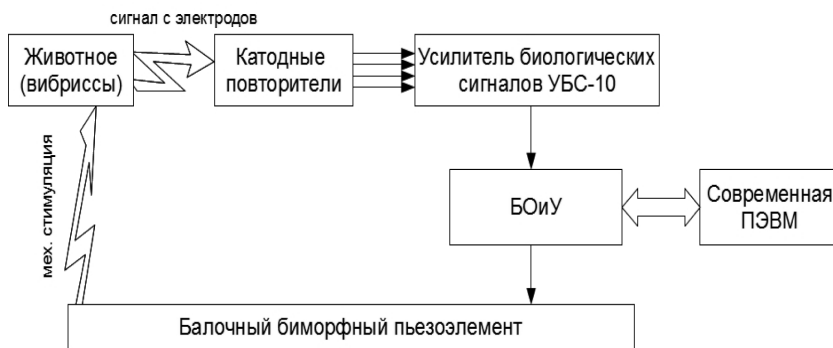 сигнал с электродов
Животное
(вибриссы)
Катодные
повторители
Усилитель биологических
сигналов УБС-10
мех. стимуляция
БОиУ
Современная
ПЭВМ
Балочный биморфный пьезоэлемент